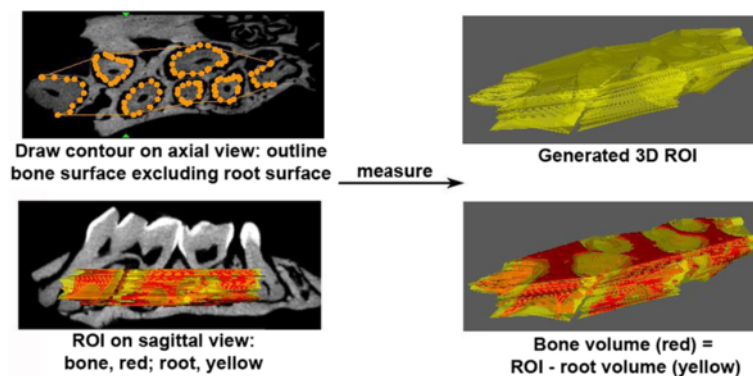 Draw contour on axial view: outline
bone surface excluding root surface
measure
Generated 3D ROI
ROI on sagittal view:
bone, red; root, yellow
Bone volume (red) =
ROI - root volume (yellow)